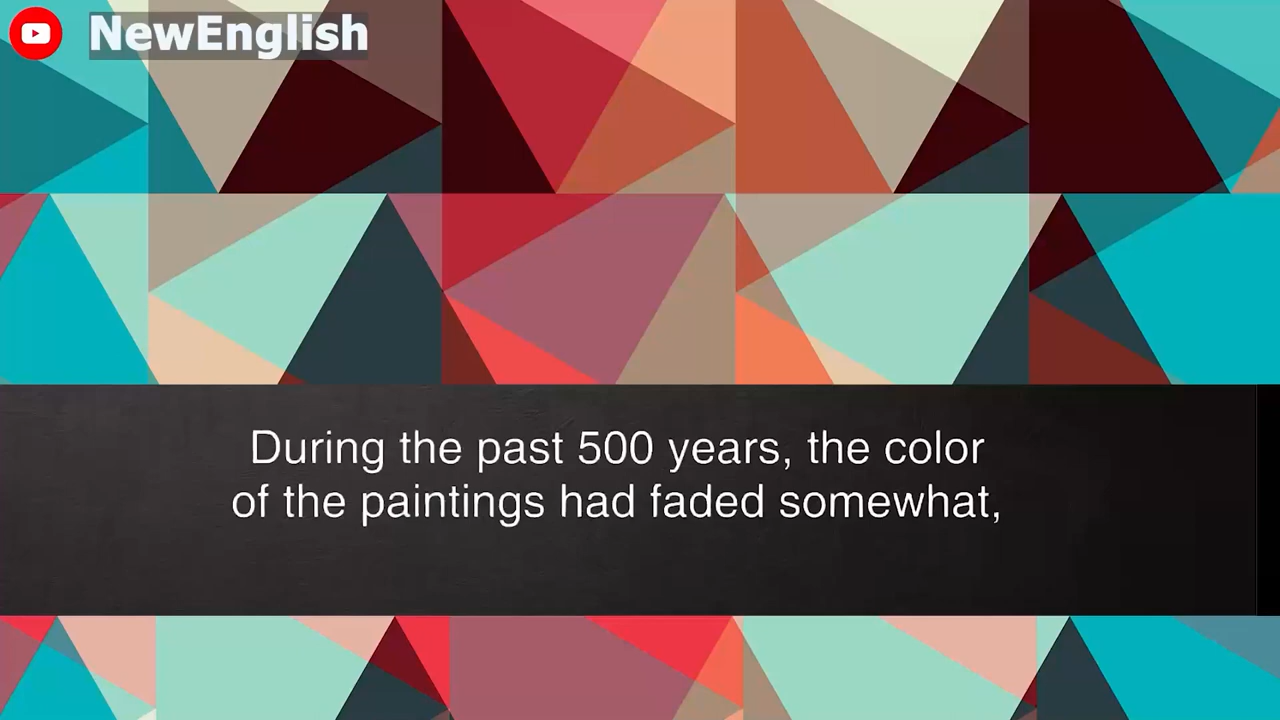 NewEnglish
During the past 500 years, the color
of the paintings had faded somewhat,